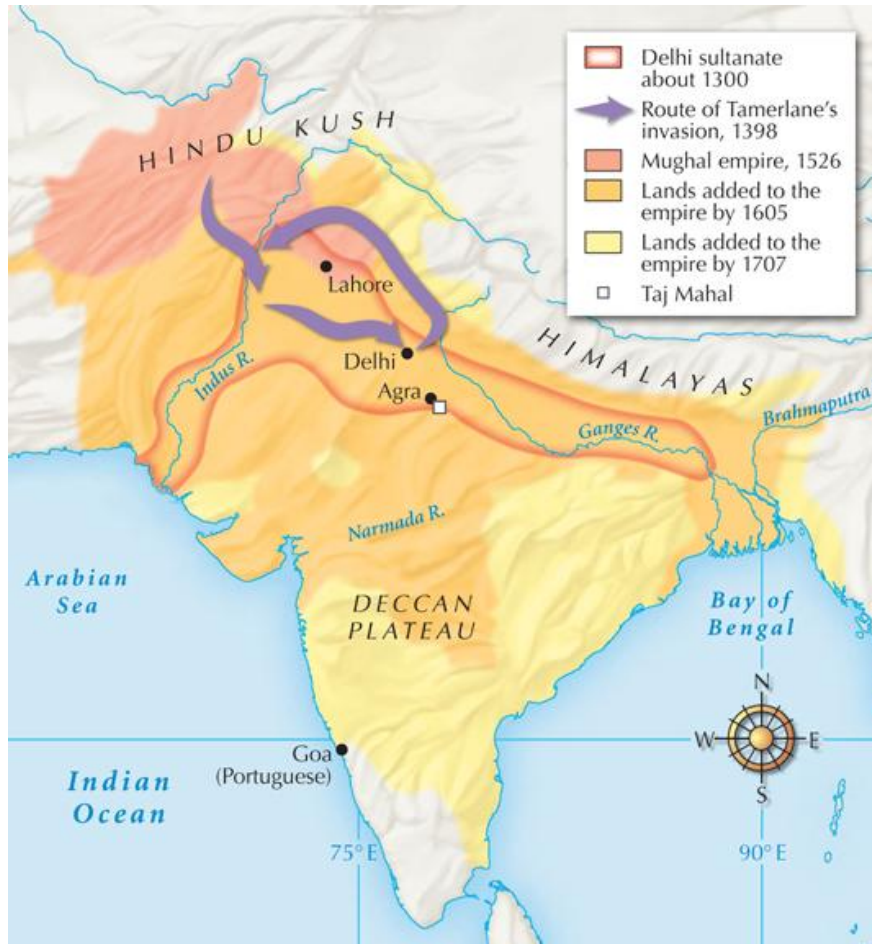 Delhi sultanate
about 1300
Route of Tamerlane's
invasion, 1398
Mughal empire, 1526
Lands added to the
empire by 1605
Lands added to the
empire by 1707
Taj Mahal
HINDU KUSH
Lahore
HIMALAYAS
Delhi
Indus R.
Agra
Brahmaputra
Ganges R.
Narmada R.
Arabian
Sea
DECCAN
PLATEAU
Bay of
Bengal
N
W
E
S
Goa
(Portuguese)
Indian
Ocean
75°E
90°E